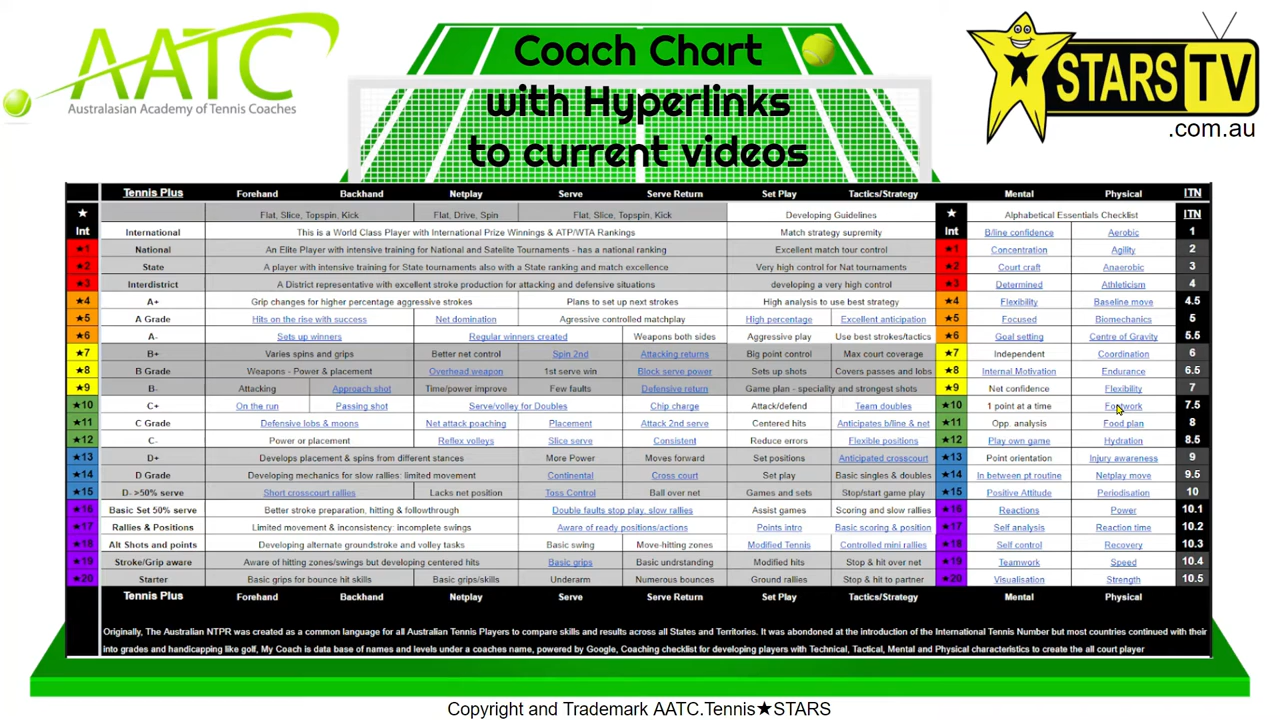 AATC
Australasian Academy of Tennis Coaches
Coach Chart
with Hyperlinks
to current videos
STARS TV
.com.au
Tennis Plus Forehand Backhand Netplay Serve Serve Return Set Play Tactics/Strategy Mental Physical ITN
★ Flat, Slice, Topspin, Kick Flat, Drive, Spin Flat, Slice, Topspin, Kick Developing Guidelines ★ Alphabetical Essentials Checklist ITN
Int International This is a World Class Player with International Prize Winnings & ATP/WTA Rankings Match strategy supremity Int B/line confidence Aerobic 1
★1 National An Elite Player with intensive training for National and Satelite Tournaments - has a national ranking Excellent match tour control ★1 Concentration Agility 2
★2 State A player with intensive training for State tournaments also with a State ranking and match excellence Very high control for Nat tournaments ★2 Court craft Anaerobic 3
★3 Interdistrict A District representative with excellent stroke production for attacking and defensive situations developing a very high control ★3 Determined Athleticism 4
★4 A+ Grip changes for higher percentage aggressive strokes Plans to set up next strokes High analysis to use best strategy ★4 Flexibility Baseline move 4.5
★5 A Grade Hits on the rise with success Net domination Agressive controlled matchplay High percentage Excellent anticipation ★5 Focused Biomechanics 5
★6 A- Sets up winners Regular winners created Weapons both sides Aggressive play Use best strokes/tactics ★6 Goal setting Centre of Gravity 5.5
★7 B+ Varies spins and grips Better net control Spin 2nd Attacking returns Big point control Max court coverage ★7 Independent Coordination 6
★8 B Grade Weapons - Power & placement Overhead weapon 1st serve win Block serve power Sets up shots Covers passes and lobs ★8 Internal Motivation Endurance 6.5
★9 B- Attacking Approach shot Time/power improve Few faults Defensive return Game plan - speciality and strongest shots ★9 Net confidence Flexibility 7
★10 C+ On the run Passing shot Serve/volley for Doubles Chip charge Attack/defend Team doubles ★10 1 point at a time Footwork 7.5
★11 C Grade Defensive lobs & moons Net attack poaching Placement Attack 2nd serve Centered hits Anticipates b/line & net ★11 Opp. analysis Food plan 8
★12 C- Power or placement Reflex volleys Slice serve Consistent Reduce errors Flexible positions ★12 Play own game Hydration 8.5
★13 D+ Develops placement & spins from different stances More Power Moves forward Set positions Anticipated crosscourt ★13 Point orientation Injury awareness 9
★14 D Grade Developing mechanics for slow rallies: limited movement Continental Cross court Set play Basic singles & doubles ★14 In between pt routine Netplay move 9.5
★15 D- >50% serve Short crosscourt rallies Lacks net position Toss Control Ball over net Games and sets Stop/start game play ★15 Positive Attitude Periodisation 10
★16 Basic Set 50% serve Better stroke preparation, hitting & followthrough Double faults stop play, slow rallies Assist games Scoring and slow rallies ★16 Reactions Power 10.1
★17 Rallies & Positions Limited movement & inconsistency: incomplete swings Aware of ready positions/actions Points intro Basic scoring & position ★17 Self analysis Reaction time 10.2
★18 Alt Shots and points Developing alternate groundstroke and volley tasks Basic swing Move-hitting zones Modified Tennis Controlled mini rallies ★18 Self control Recovery 10.3
★19 Stroke/Grip aware Aware of hitting zones/swings but developing centered hits Basic grips Basic undrstanding Modified hits Stop & hit over net ★19 Teamwork Speed 10.4
★20 Starter Basic grips for bounce hit skills Basic grips/skills Underarm Numerous bounces Ground rallies Stop & hit to partner ★20 Visualisation Strength 10.5
Tennis Plus Forehand Backhand Netplay Serve Serve Return Set Play Tactics/Strategy Mental Physical
Originally, The Australian NTPR was created as a common language for all Australian Tennis Players to compare skills and results across all States and Territories. It was abondoned at the introduction of the International Tennis Number but most countries continued with their
into grades and handicapping like golf, My Coach is data base of names and levels under a coaches name, powered by Google, Coaching checklist for developing players with Technical, Tactical, Mental and Physical characteristics to create the all court player
Copyright and Trademark AATC.Tennis★STARS